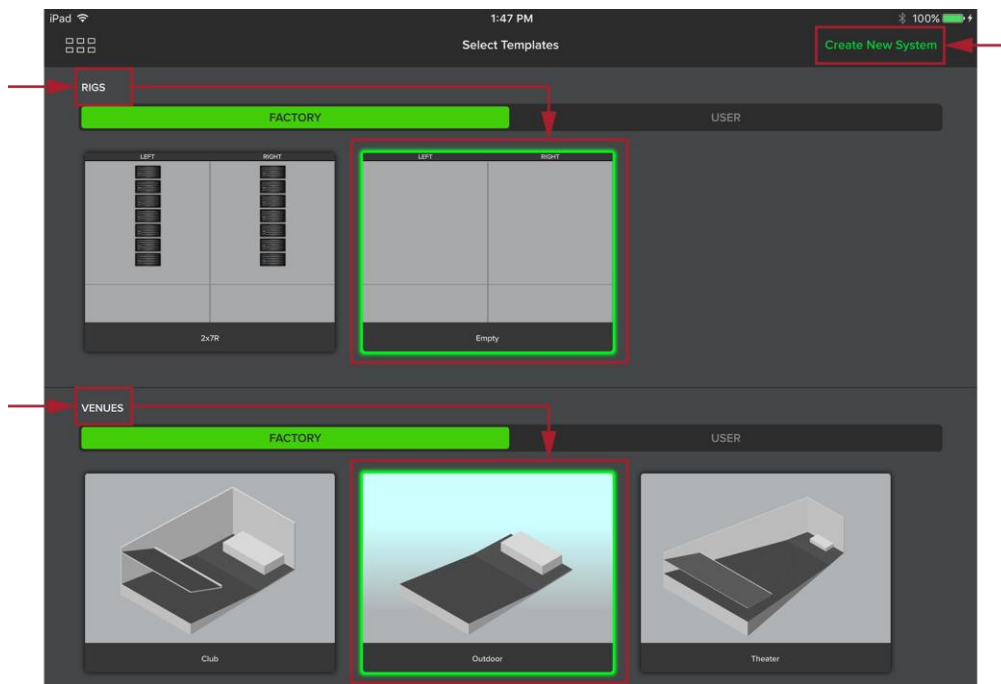 iPad 1:47 PM 100%
Select Templates Create New System
RIGS
FACTORY USER
LEFT RIGHT LEFT RIGHT
2x7R Empty
VENUES
FACTORY USER
Club Outdoor Theater